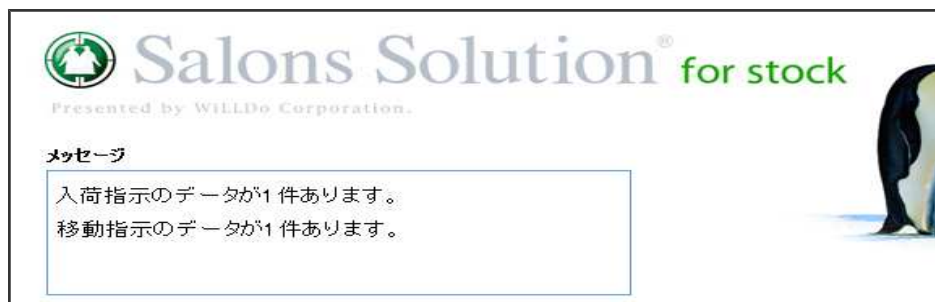 Salons Solution® for stock
Presented by WiLLDo Corporation.
メッセージ
入荷指示のデータが1件あります。
移動指示のデータが1件あります。